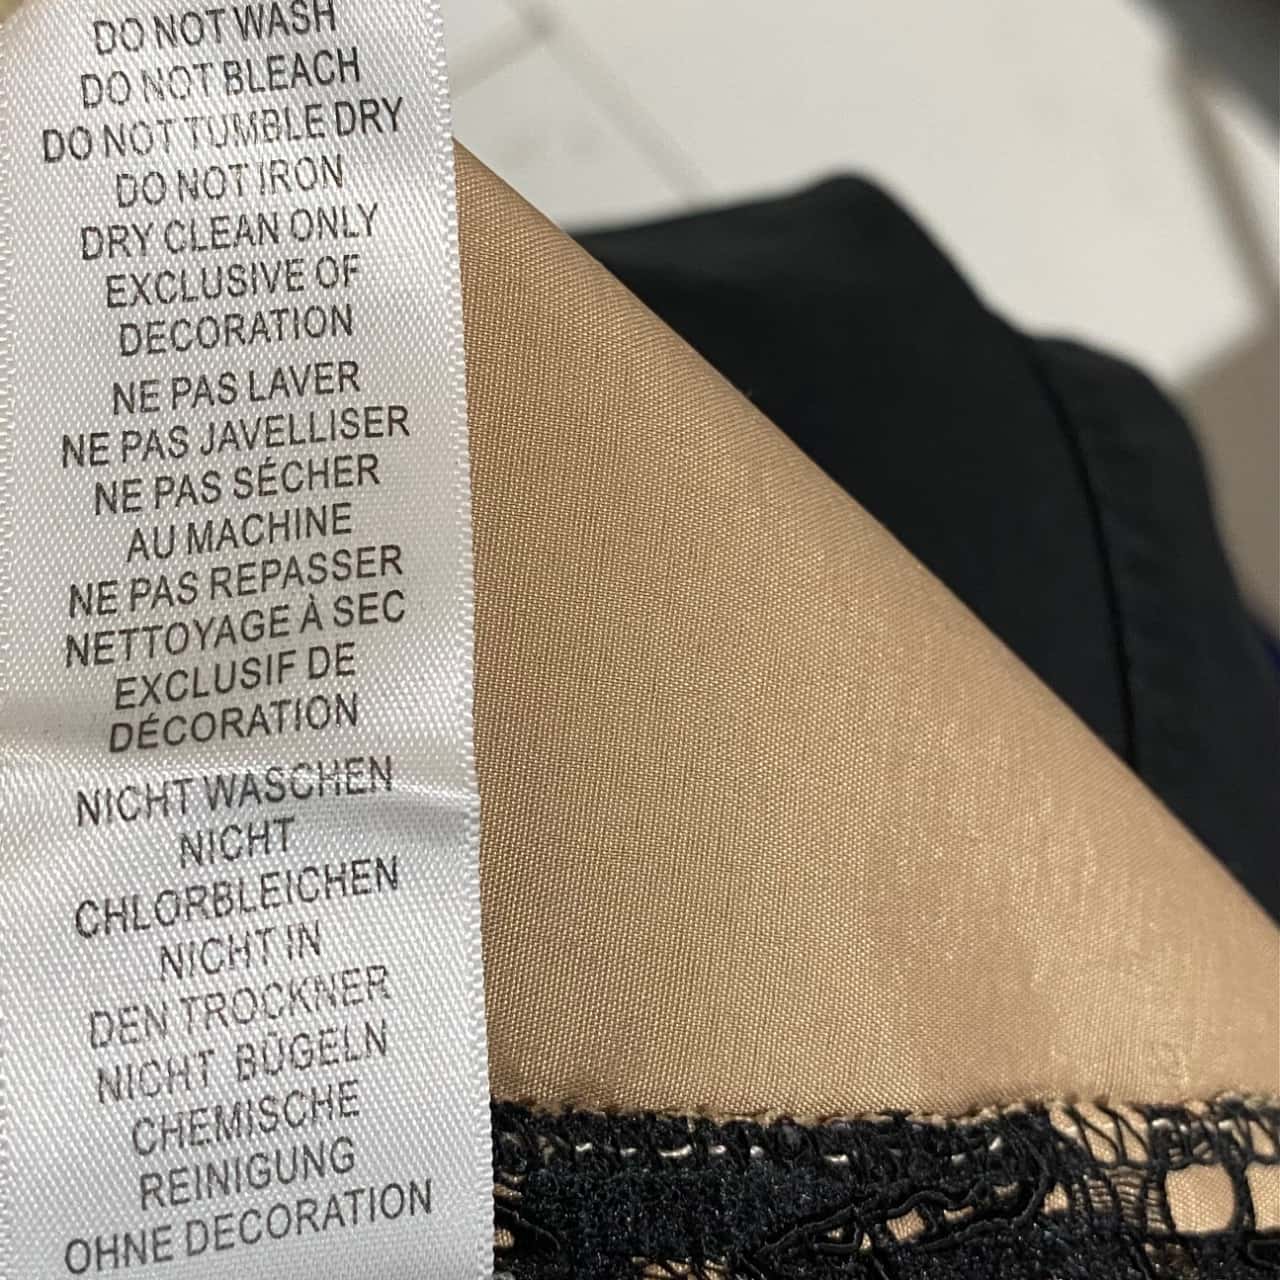 DO NOT WASH
DO NOT BLEACH
DO NOT TUMBLE DRY
DO NOT IRON
DRY CLEAN ONLY
EXCLUSIVE OF
DECORATION
NE PAS LAVER
NE PAS JAVELLISER
NE PAS SÉCHER
AU MACHINE
NE PAS REPASSER
NETTOYAGE À SEC
EXCLUSIF DE
DÉCORATION
NICHT WASCHEN
NICHT
CHLORBLEICHEN
NICHT IN
DEN TROCKNER
NICHT BÜGELN
CHEMISCHE
REINIGUNG
OHNE DECORATION